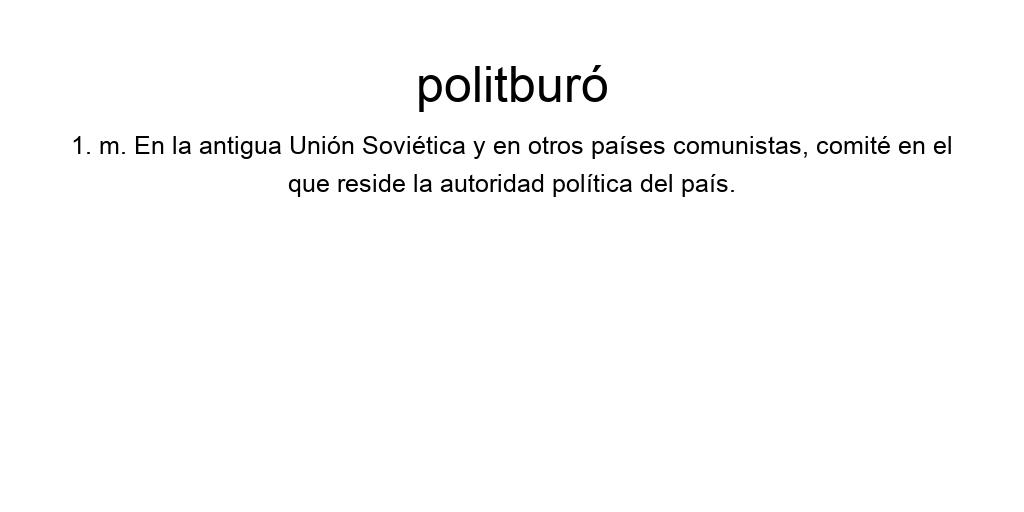 politburó
1. m. En la antigua Unión Soviética y en otros países comunistas, comité en el
que reside la autoridad política del país.